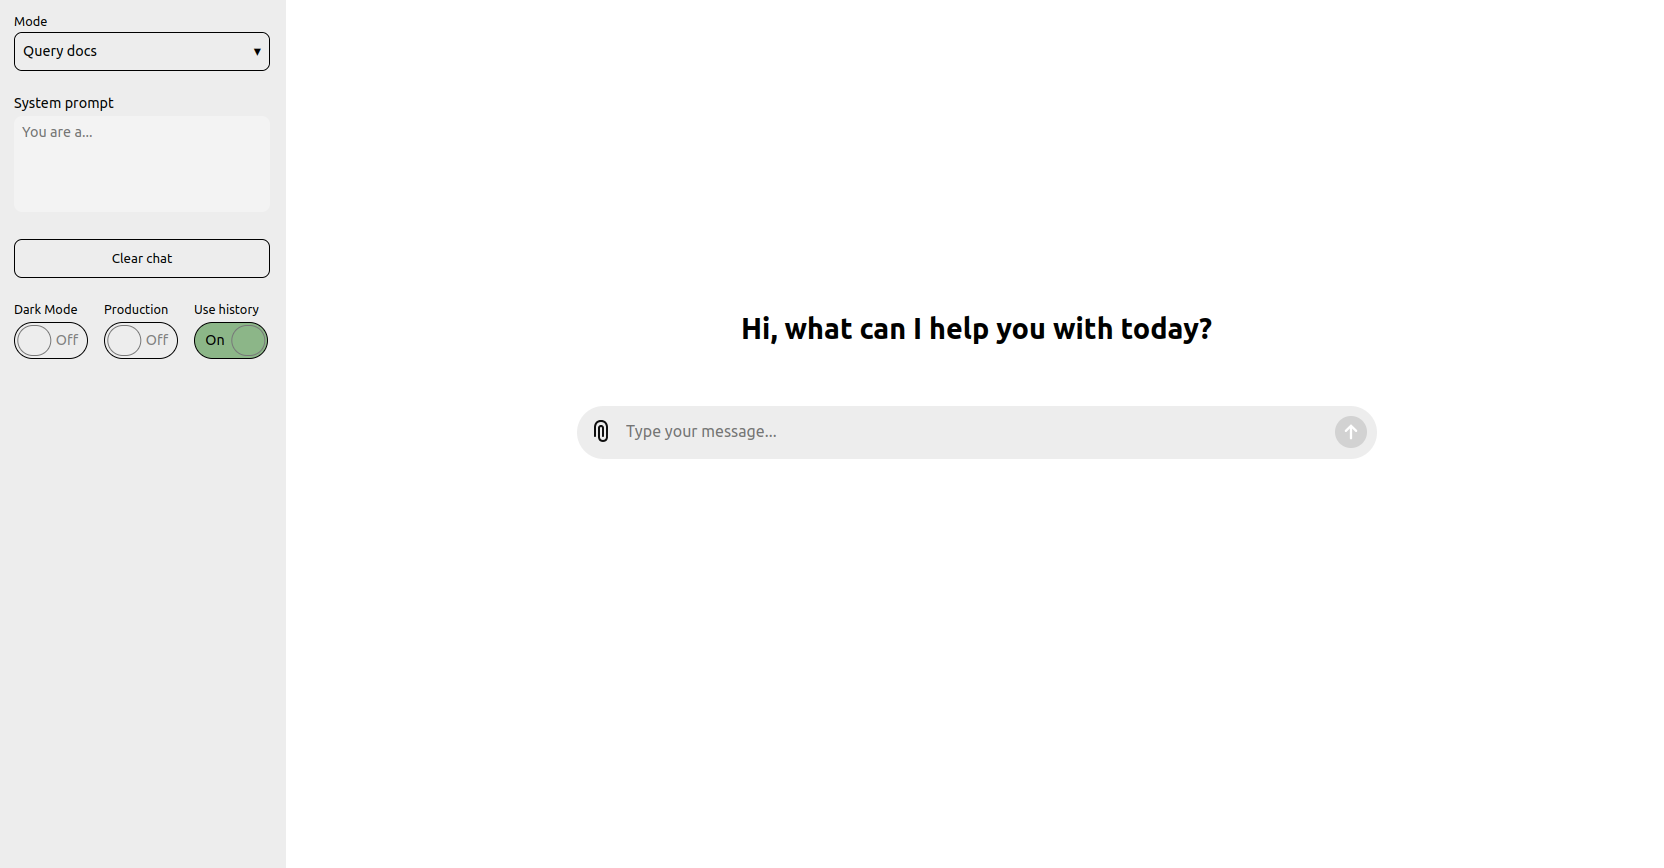 Mode
Query docs
System prompt
You are a...
Clear chat
Dark Mode Production Use history
Off Off On
Hi, what can I help you with today?
Type your message...